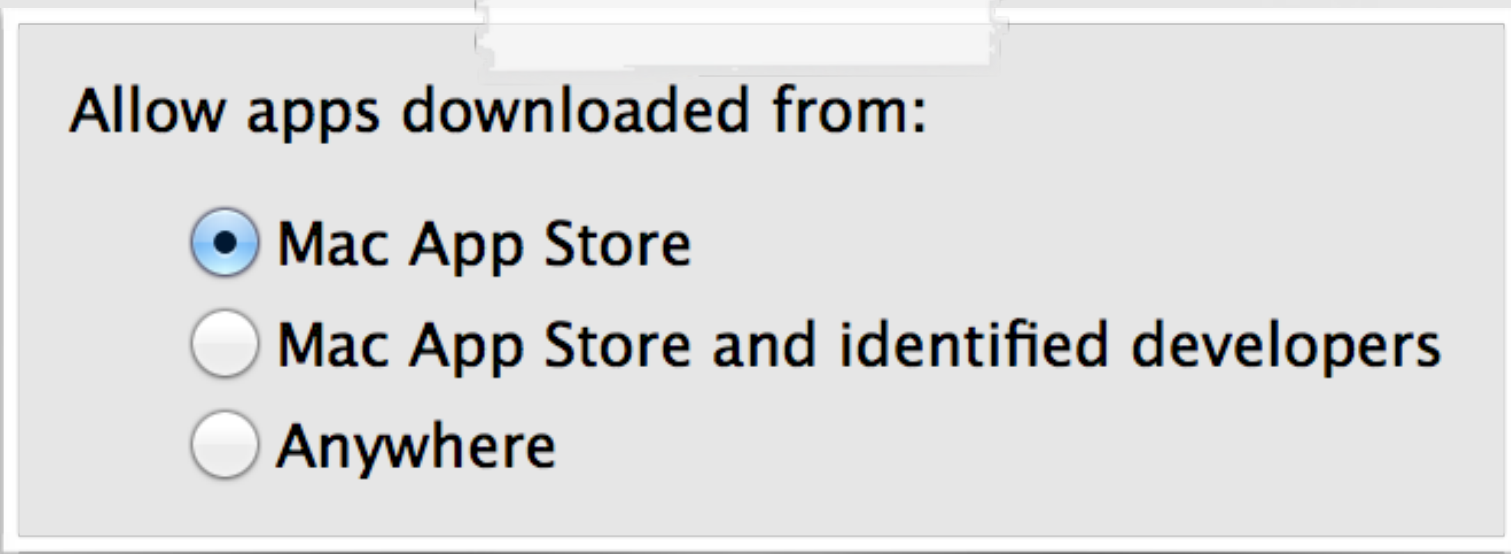 Allow apps downloaded from:
Mac App Store
Mac App Store and identified developers
Anywhere